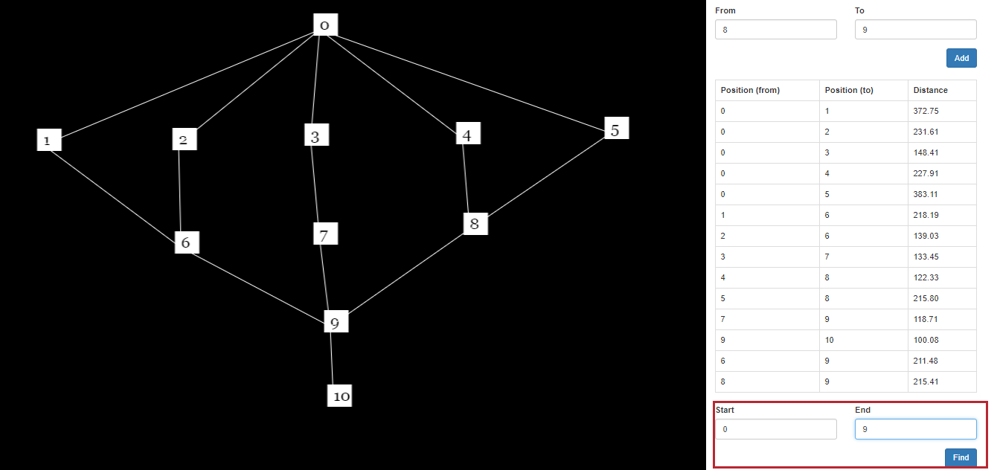 0
1
2
3
4
5
6
7
8
9
10
From To
8 9
Add
Position (from) Position (to) Distance
0 1 372.75
0 2 231.61
0 3 148.41
0 4 227.91
0 5 383.11
1 6 218.19
2 6 139.03
3 7 133.45
4 8 122.33
5 8 215.80
7 9 118.71
9 10 100.08
6 9 211.48
8 9 215.41
Start End
0 9
Find